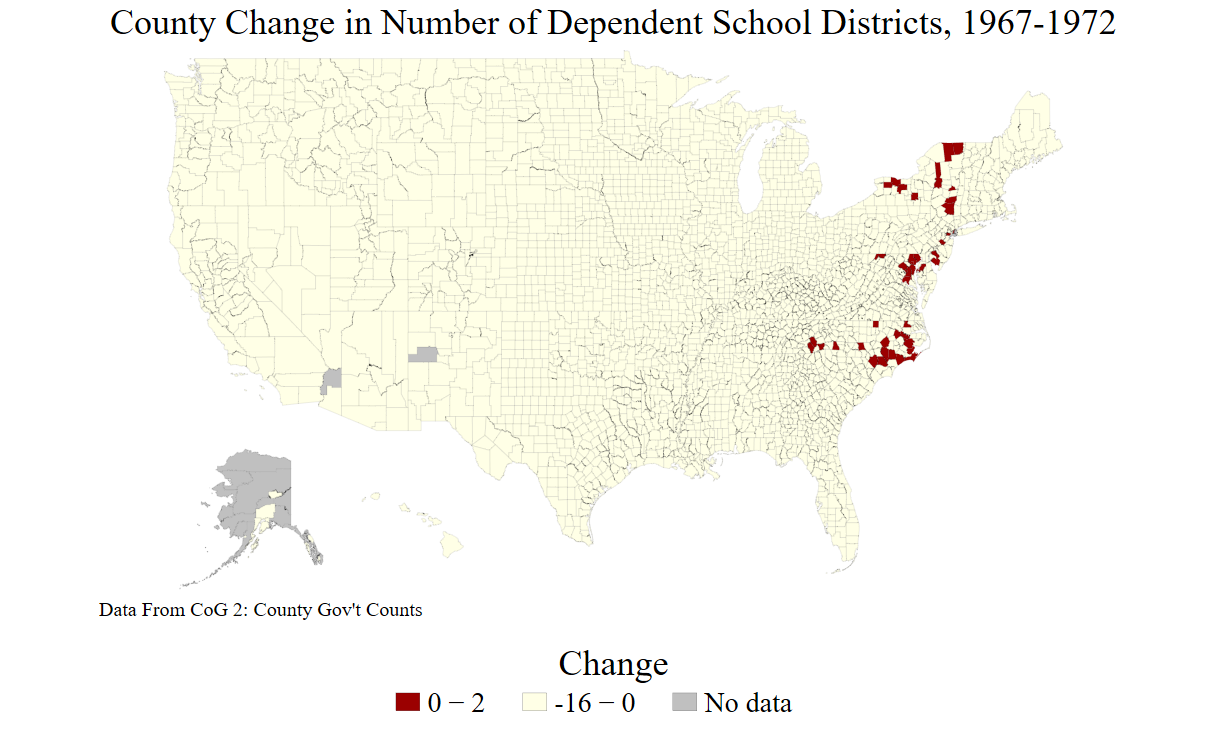 County Change in Number of Dependent School Districts, 1967-1972
Data From CoG 2: County Gov't Counts
Change
0 − 2 -16 − 0 No data